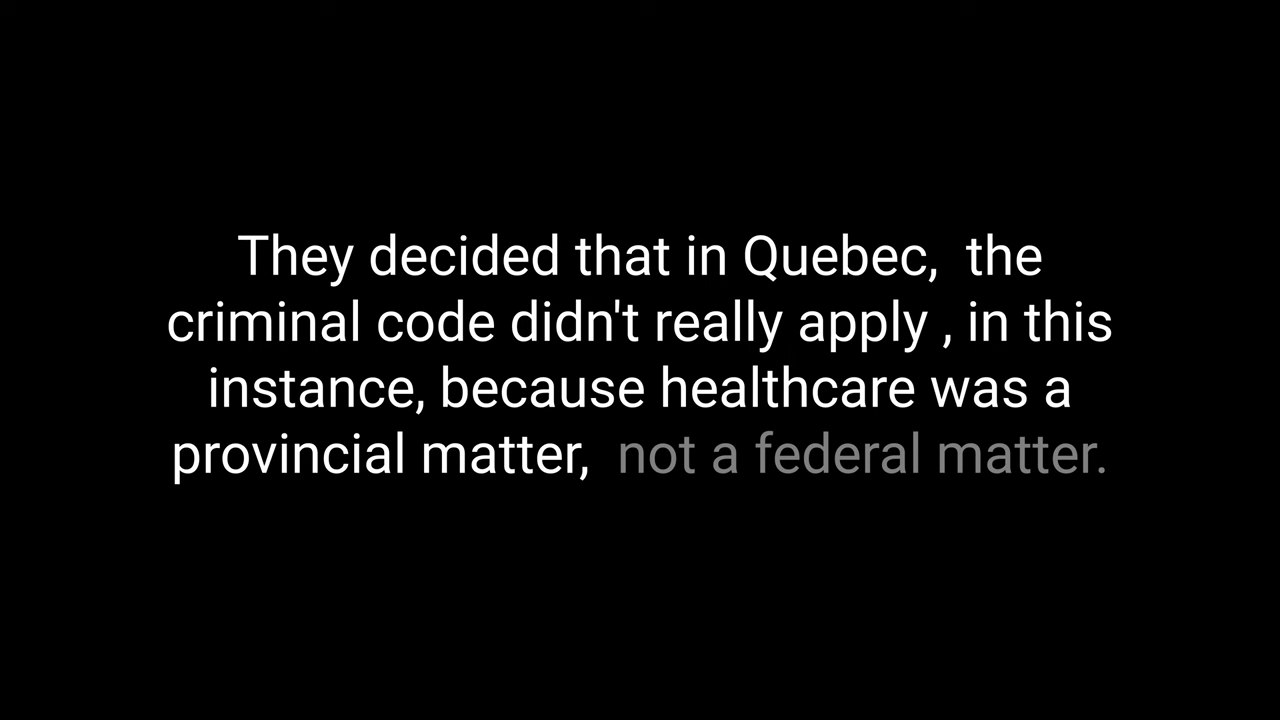 They decided that in Quebec,  the
criminal code didn't really apply , in this
instance, because healthcare was a
provincial matter,  not a federal matter.